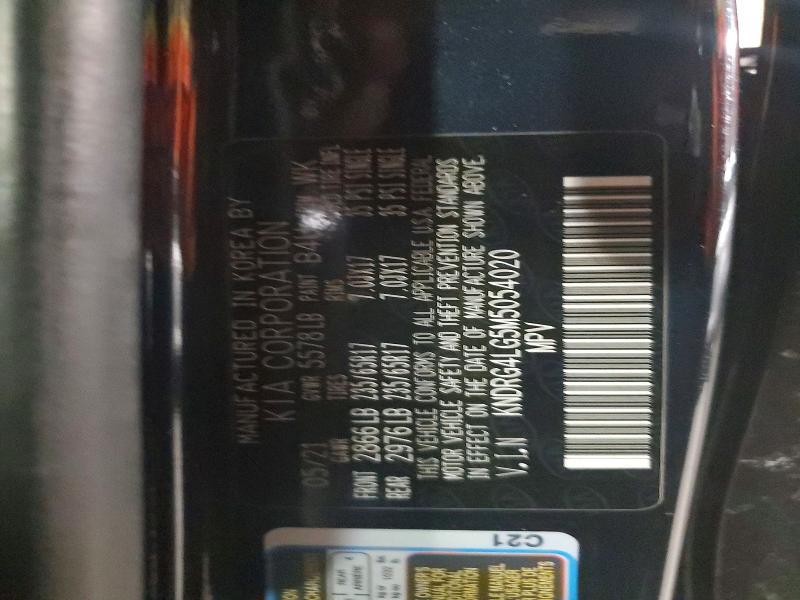 MANUFACTURED IN KOREA BY
KIA CORPORATION
05/21 GVWR 5578LB PAINT WK
GAWR TIRES RIMS COLD TIRE INFL
FRONT 2866LB 235/65R17 7.0JX17 35 PSI SINGLE
REAR 2976LB 235/65R17 7.0JX17 35 PSI SINGLE
THIS VEHICLE CONFORMS TO ALL APPLICABLE U.S.A FEDERAL
MOTOR VEHICLE SAFETY AND THEFT PREVENTION STANDARDS
IN EFFECT ON THE DATE OF MANUFACTURE SHOWN ABOVE.
V.I.N KNDRG4LG5M5054020
MPV
C21